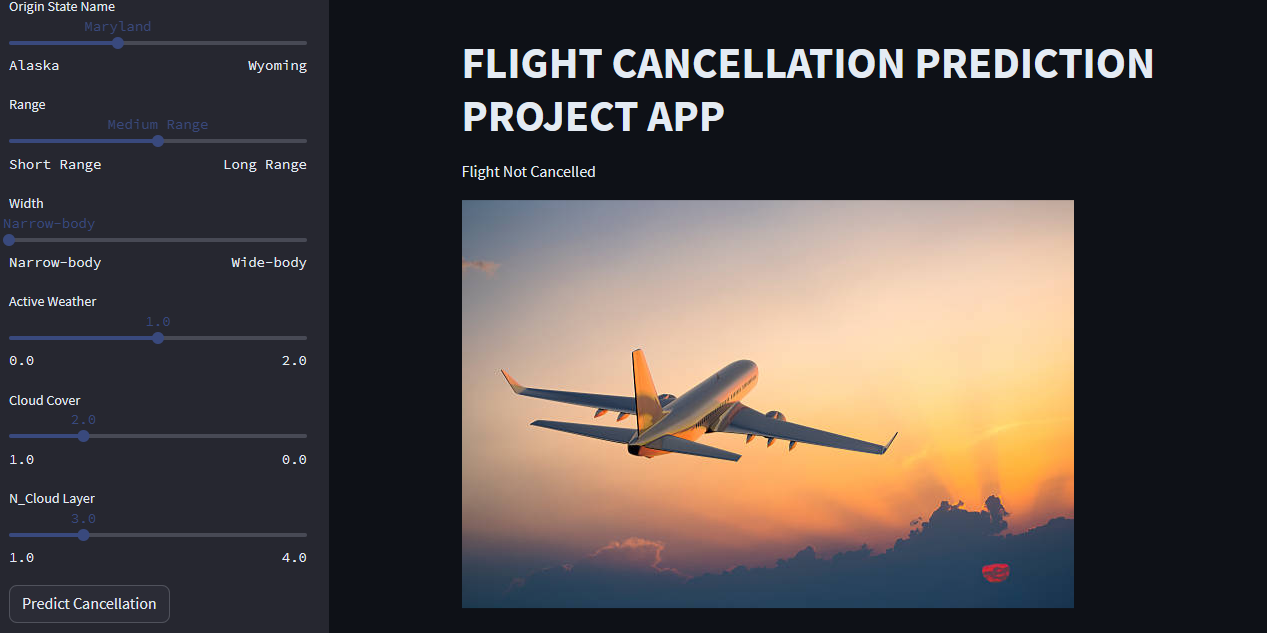 Origin State Name
Maryland
Alaska Wyoming
Range
Medium Range
Short Range Long Range
Width
Narrow-body
Narrow-body Wide-body
Active Weather
1.0
0.0 2.0
Cloud Cover
2.0
1.0 0.0
N_Cloud Layer
3.0
1.0 4.0
Predict Cancellation
FLIGHT CANCELLATION PREDICTION
PROJECT APP
Flight Not Cancelled